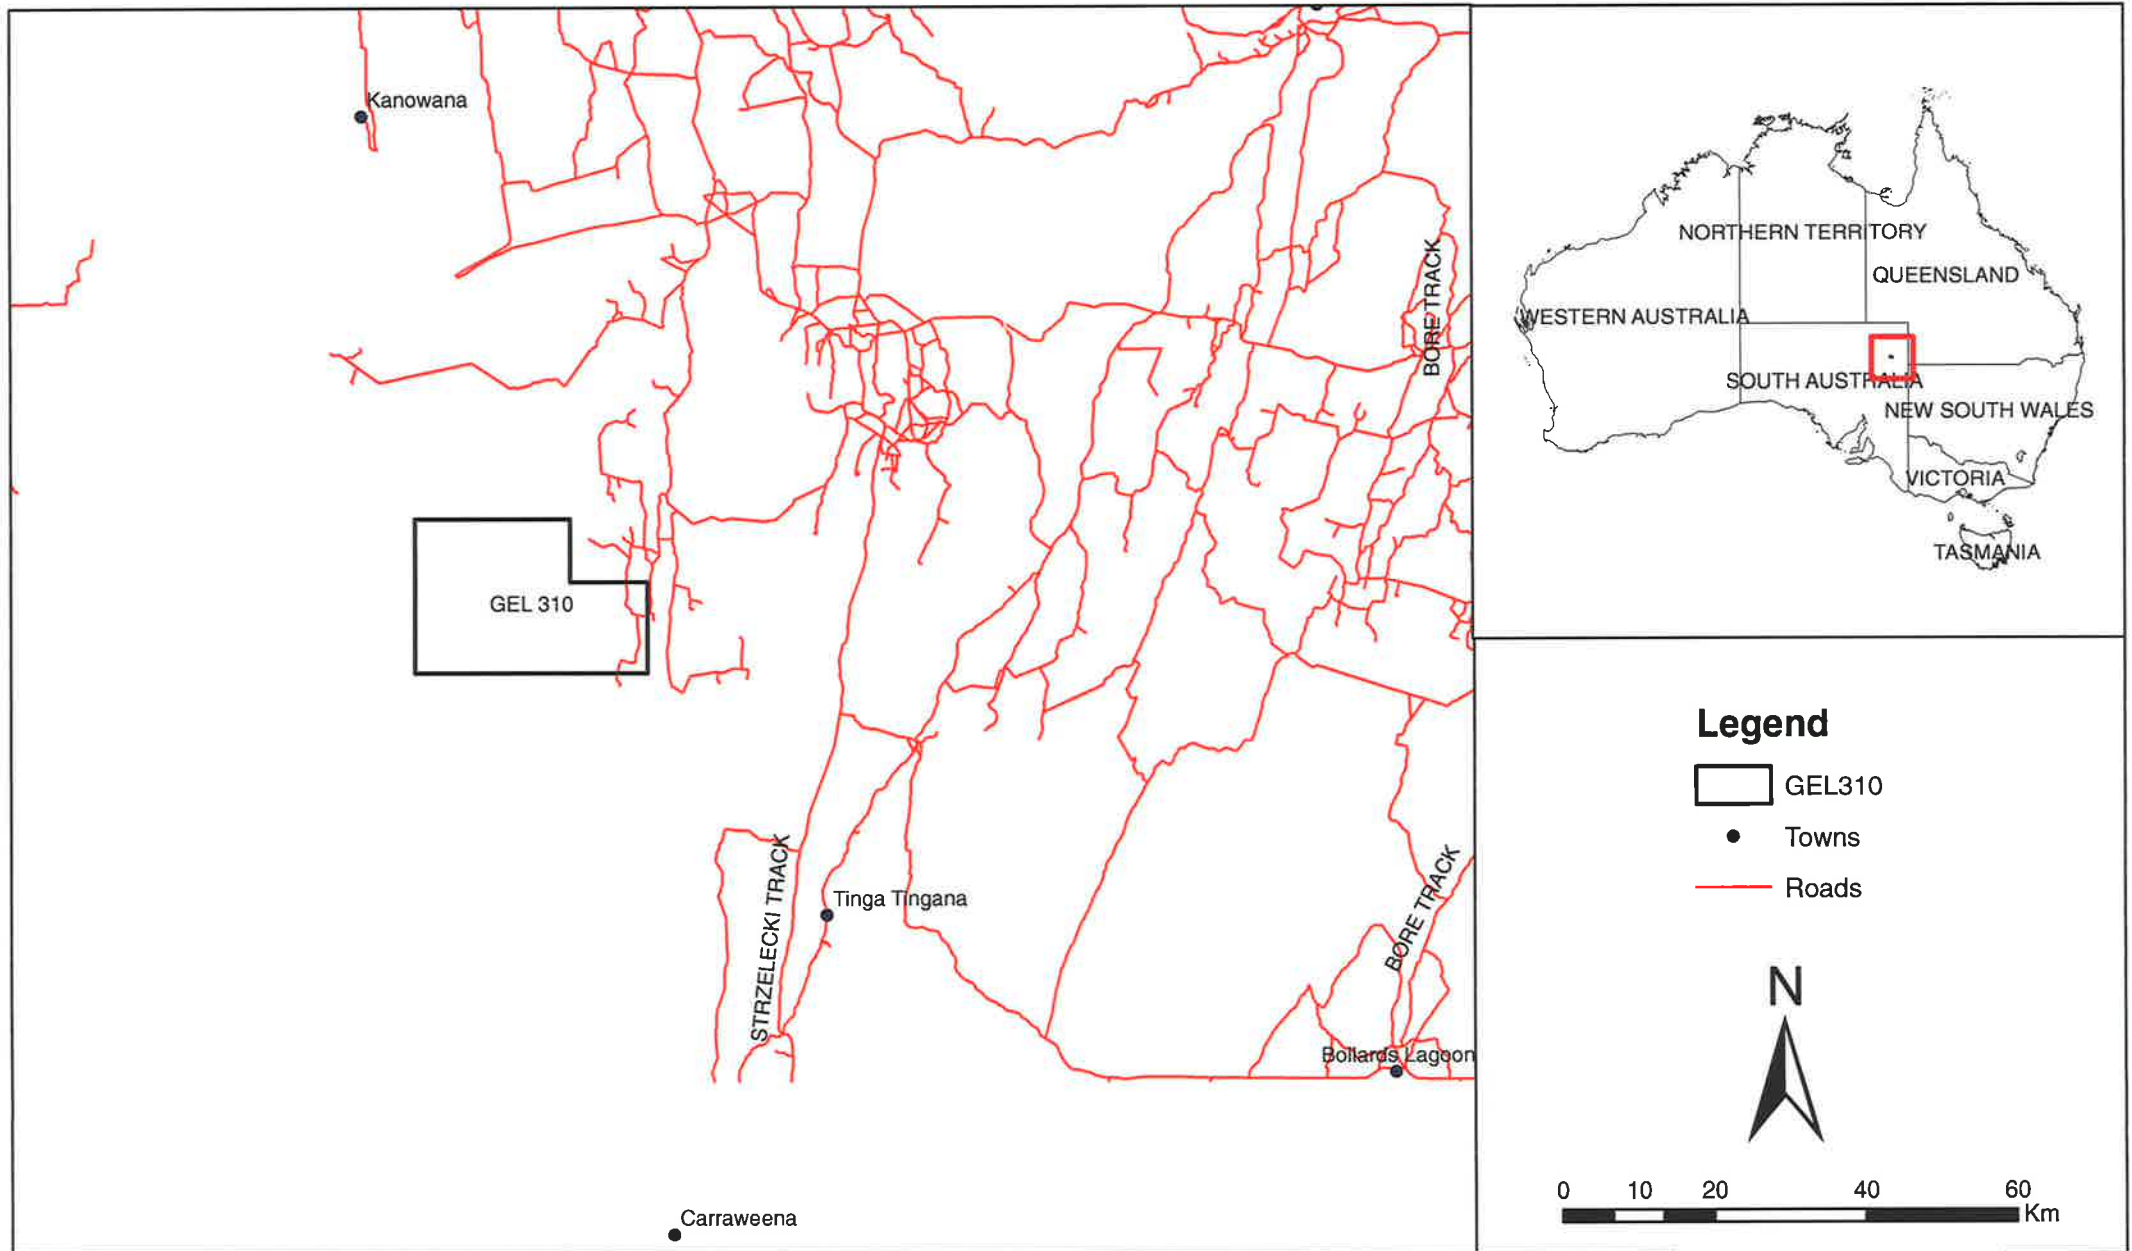 Kanowana
BORE TRACK
GEL 310
STRZELECKI TRACK
Tinga Tingana
BORE TRACK
Bollards Lagoon
Carraweena
NORTHERN TERRITORY
QUEENSLAND
WESTERN AUSTRALIA
SOUTH AUSTRALIA
NEW SOUTH WALES
VICTORIA
TASMANIA
Legend
GEL310
Towns
Roads
N
0 10 20 40 60
Km